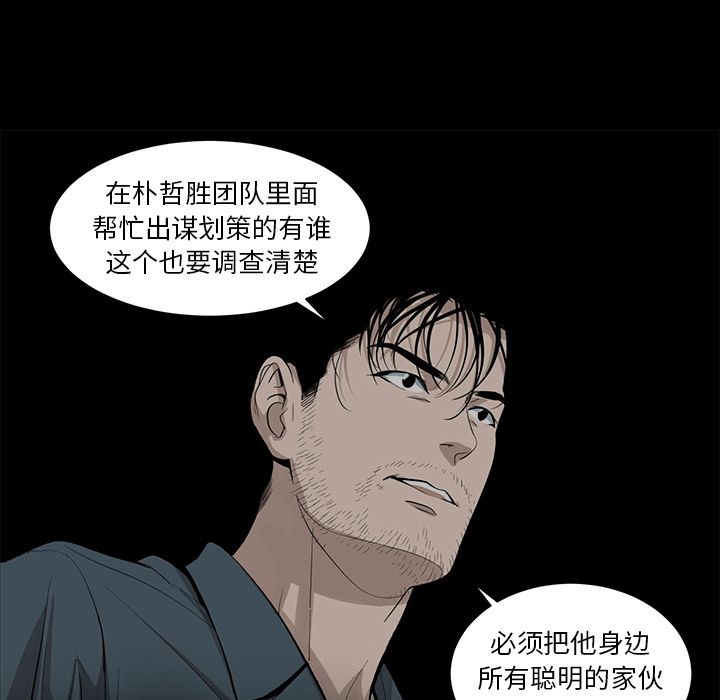 在朴哲胜团队里面
帮忙出谋划策的有谁
这个也要调查清楚
必须把他身边
所有聪明的家伙